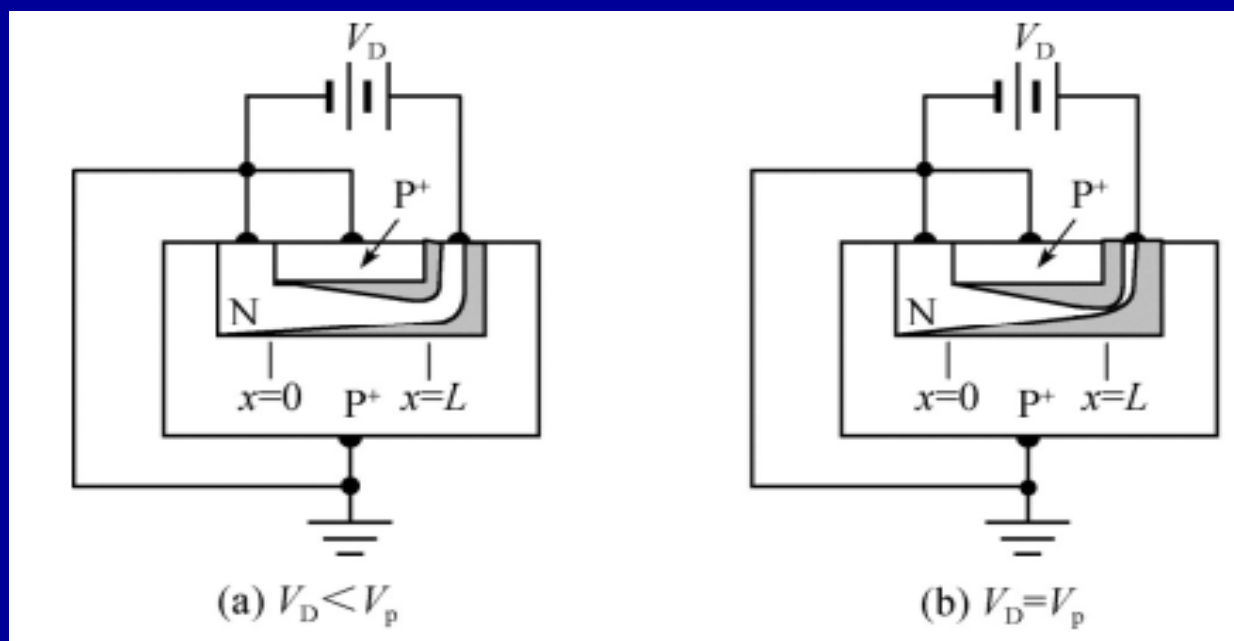 V_D V_D
P⁺ P⁺
N N
x=0 P⁺ x=L x=0 P⁺ x=L
(a) V_D<V_p (b) V_D=V_p